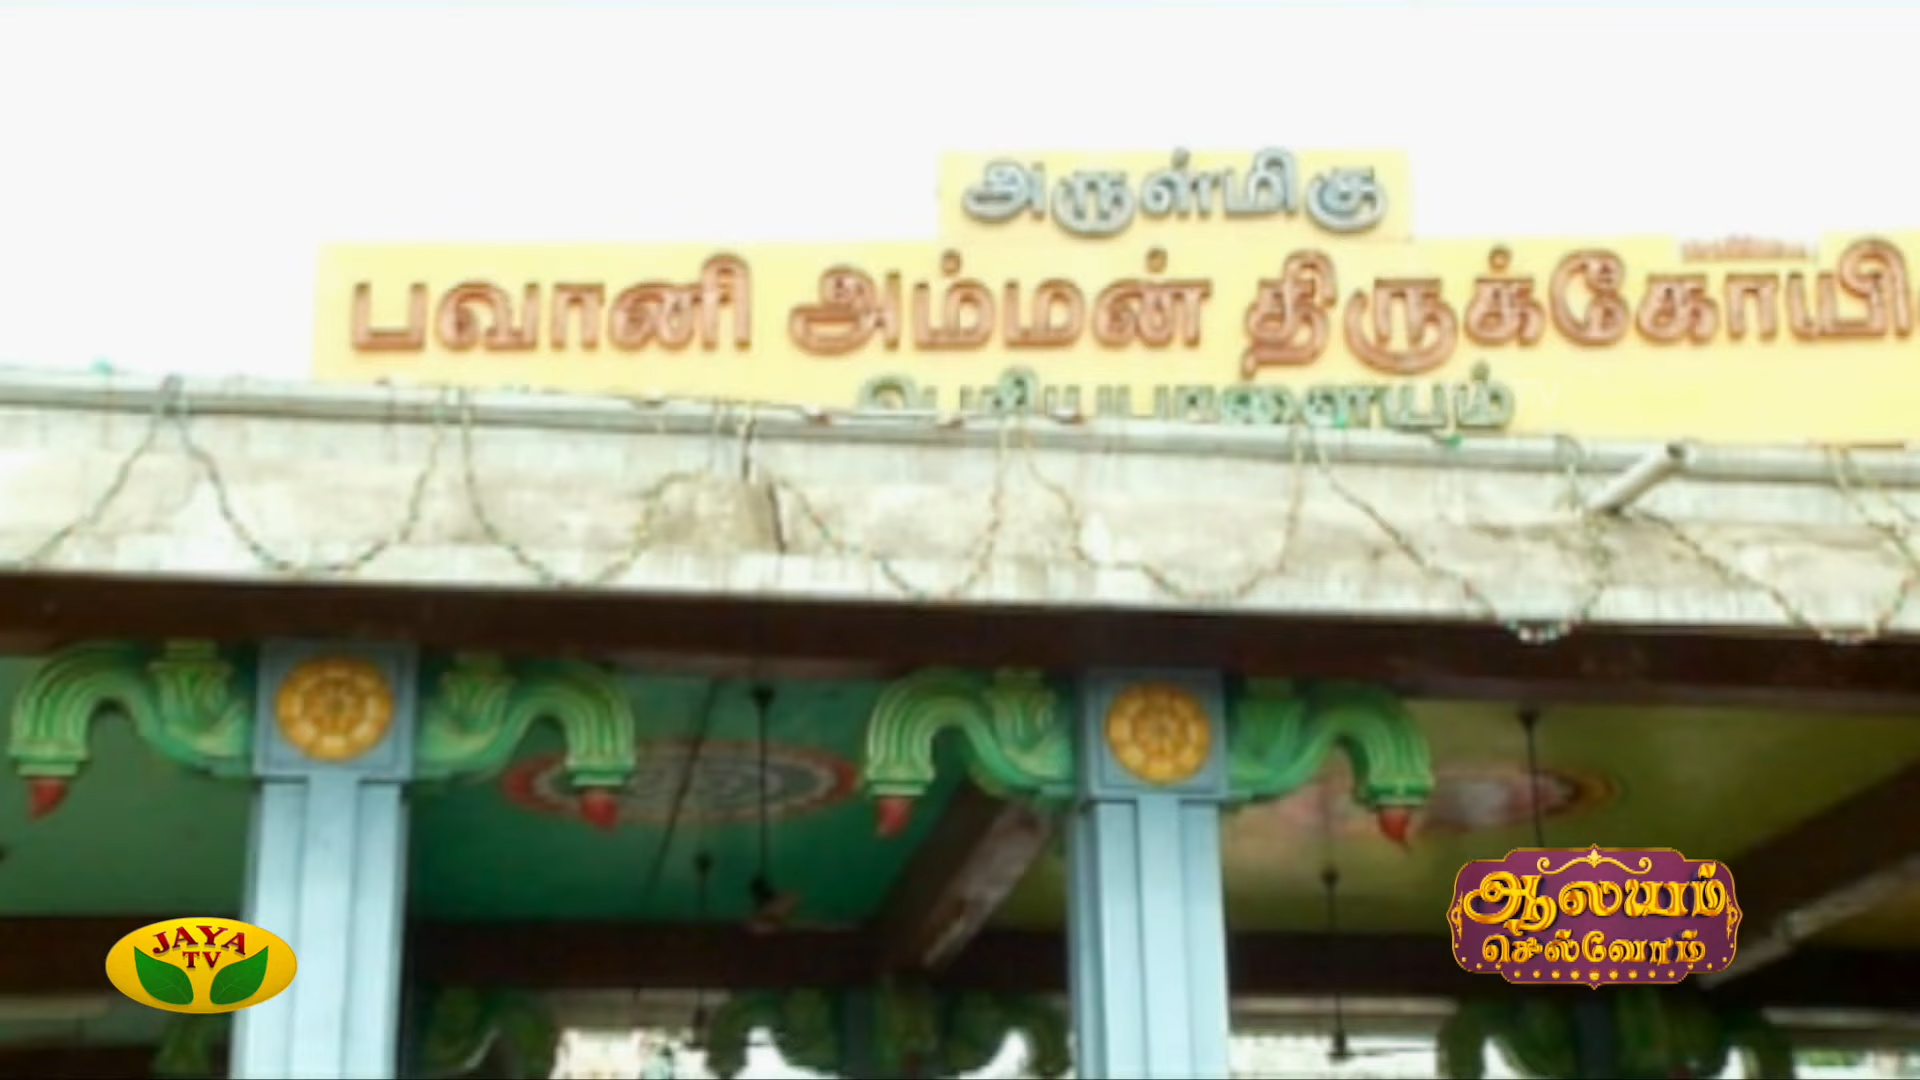 அருள்மிகு
பவானி அம்மன் திருக்கோயி
பெரியபாளையம்
JAYA
TV
ஆலயம்
செல்வோம்